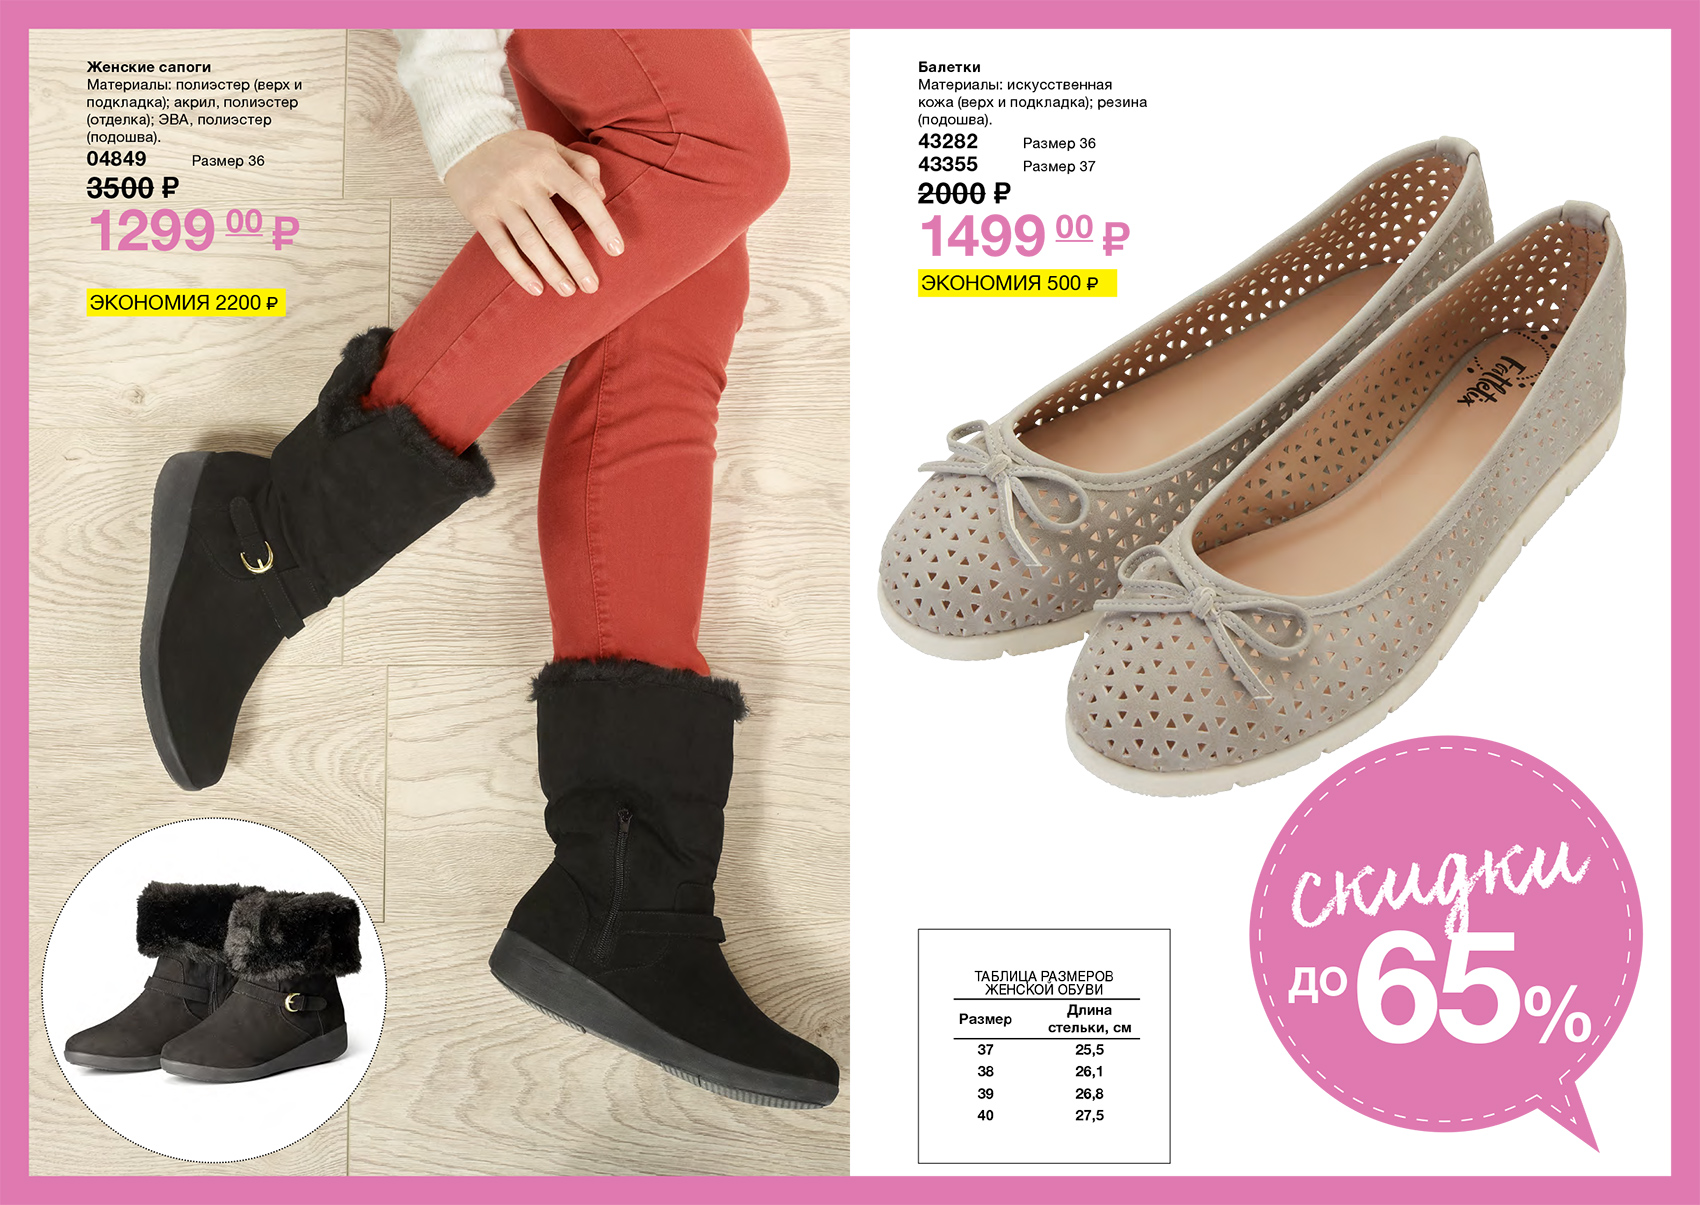 Женские сапоги
Материалы: полиэстер (верх и
подкладка); акрил, полиэстер
(отделка); ЭВА, полиэстер
(подошва).
04849 Размер 36
3500 ₽
1299 00 ₽
ЭКОНОМИЯ 2200 ₽
Балетки
Материалы: искусственная
кожа (верх и подкладка); резина
(подошва).
43282 Размер 36
43355 Размер 37
2000 ₽
1499 00 ₽
ЭКОНОМИЯ 500 ₽
Fatletix
ТАБЛИЦА РАЗМЕРОВ
ЖЕНСКОЙ ОБУВИ
Размер Длина
стельки, см
37 25,5
38 26,1
39 26,8
40 27,5
скидки
до 65%